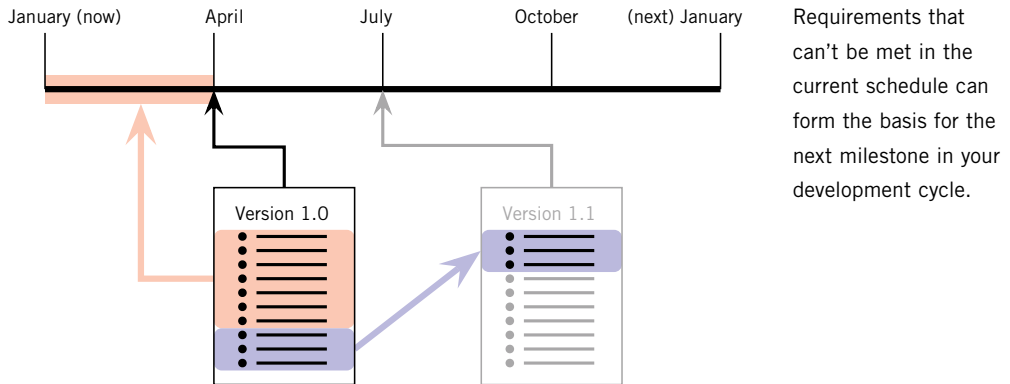 January (now) April July October (next) January
Requirements that
can't be met in the
current schedule can
form the basis for the
next milestone in your
development cycle.
Version 1.0 Version 1.1